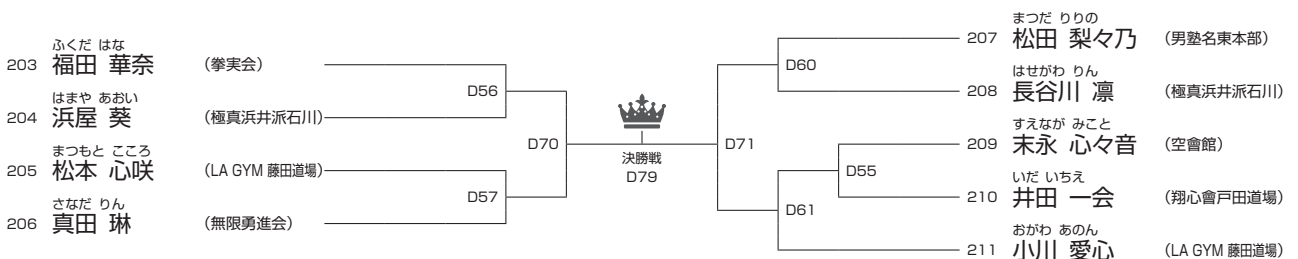 ふくだ はな
203 福田 華奈 (拳実会)
はまや あおい
204 浜屋 葵 (極真浜井派石川)
まつもと こころ
205 松本 心咲 (LA GYM 藤田道場)
さなだ りん
206 真田 琳 (無限勇進会)
D56
D57
D70
決勝戦
D79
D71
D60
D55
D61
まつだ りりの
207 松田 梨々乃 (男塾名東本部)
はせがわ りん
208 長谷川 凛 (極真浜井派石川)
すえなが みこと
209 末永 心々音 (空會館)
いだ いちえ
210 井田 一会 (翔心會戸田道場)
おがわ あのん
211 小川 愛心 (LA GYM 藤田道場)